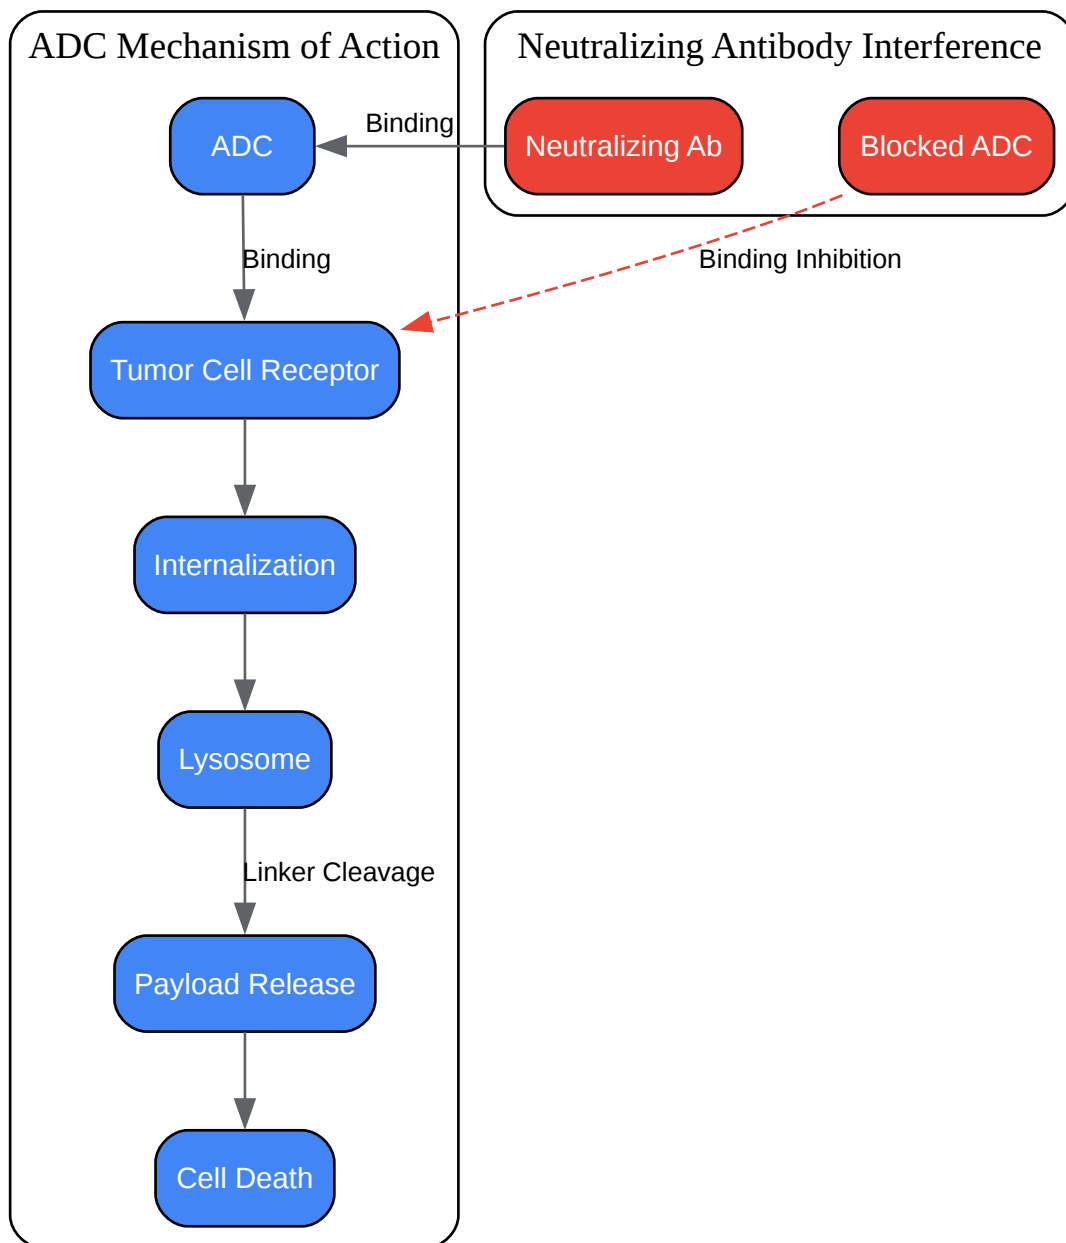 ADC Mechanism of Action
Neutralizing Antibody Interference
ADC
Binding
Neutralizing Ab
Blocked ADC
Binding
Binding Inhibition
Tumor Cell Receptor
Internalization
Lysosome
Linker Cleavage
Payload Release
Cell Death